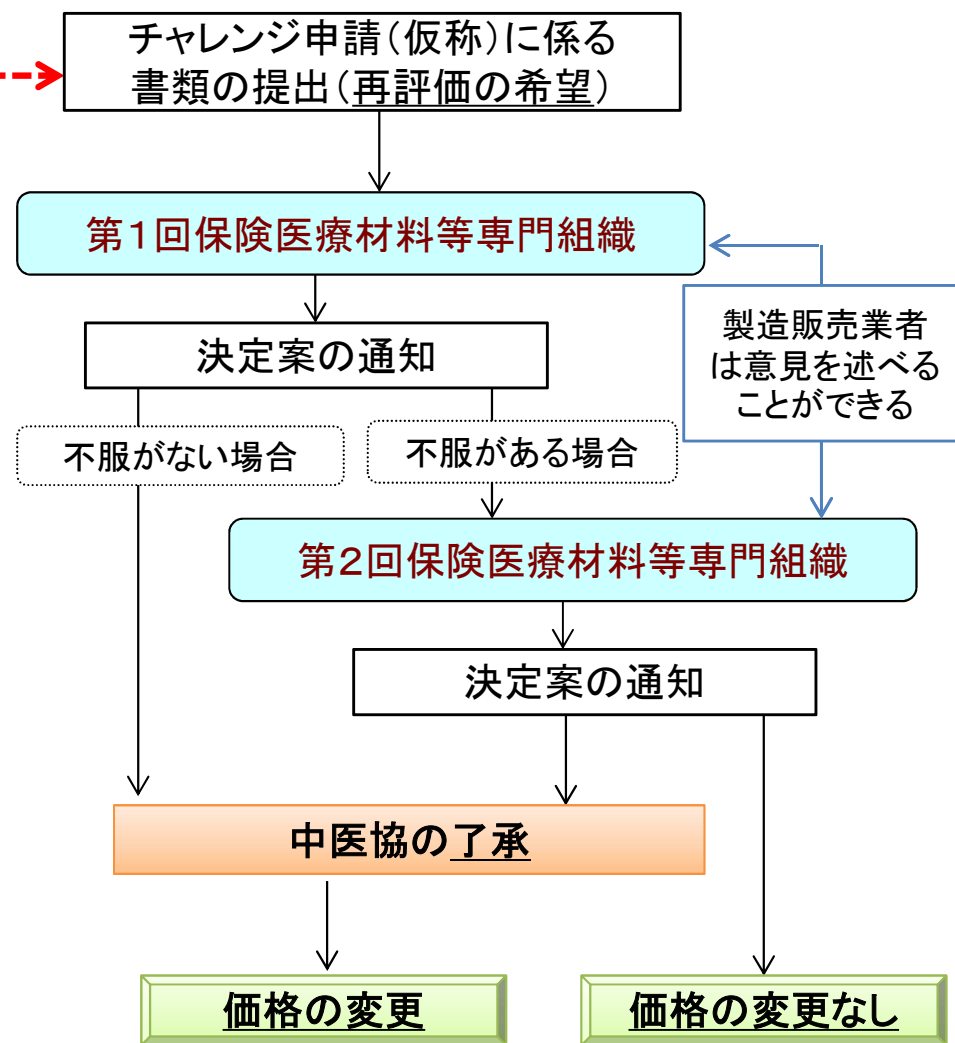 チャレンジ申請(仮称)に係る
書類の提出(再評価の希望)
第1回保険医療材料等専門組織
製造販売業者
は意見を述べる
ことができる
決定案の通知
不服がない場合
不服がある場合
第2回保険医療材料等専門組織
決定案の通知
中医協の了承
価格の変更
価格の変更なし